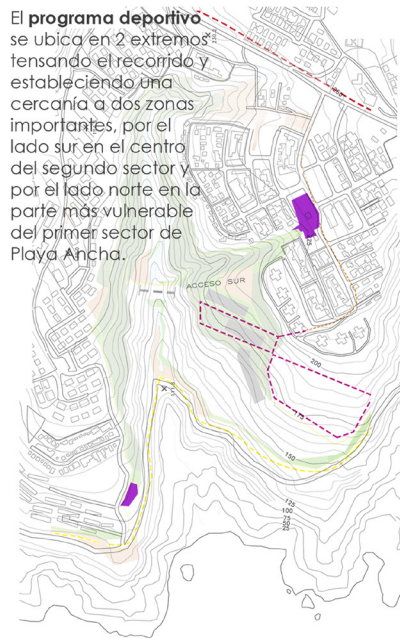 El programa deportivo
se ubica en 2 extremos
tensando el recorrido y
estableciendo una
cercanía a dos zonas
importantes, por el
lado sur en el centro
del segundo sector y
por el lado norte en la
parte más vulnerable
del primer sector de
Playa Ancha.
ACCESO SUR
200
175
150
125
100
75
50
25